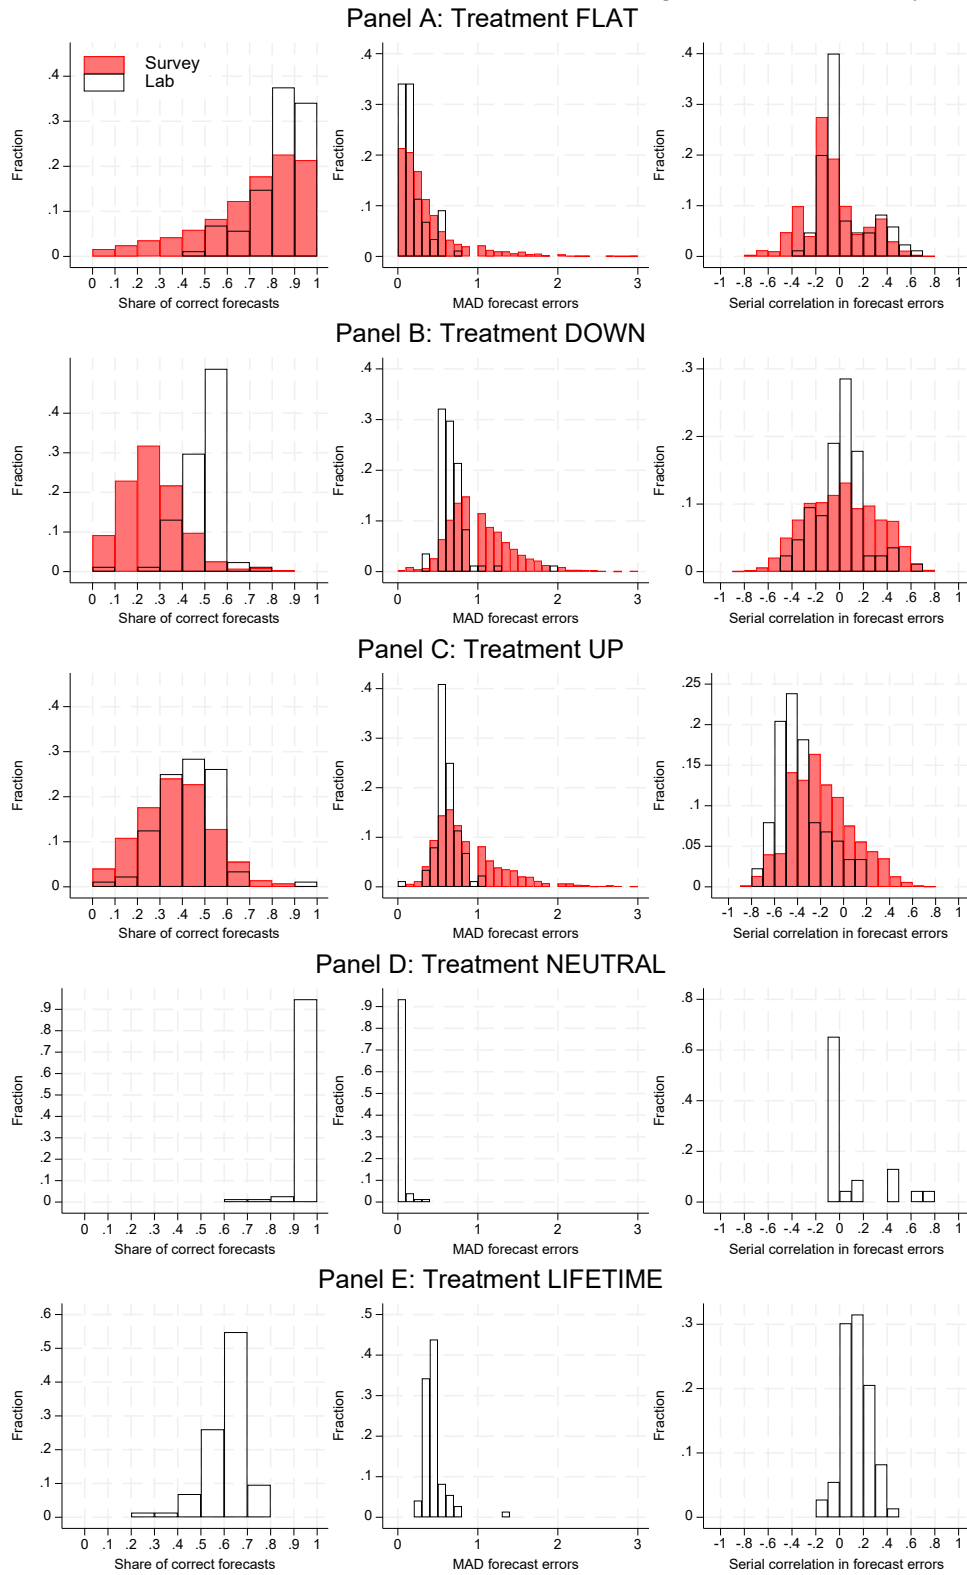 Panel A: Treatment FLAT
Survey
Lab
Fraction
.4
.3
.2
.1
0
0 .1 .2 .3 .4 .5 .6 .7 .8 .9 1
Share of correct forecasts
Fraction
.4
.3
.2
.1
0
0 1 2 3
MAD forecast errors
Fraction
.4
.3
.2
.1
0
-1 -.8 -.6 -.4 -.2 0 .2 .4 .6 .8 1
Serial correlation in forecast errors
Panel B: Treatment DOWN
Fraction
.4
.3
.2
.1
0
0 .1 .2 .3 .4 .5 .6 .7 .8 .9 1
Share of correct forecasts
Fraction
.4
.3
.2
.1
0
0 1 2 3
MAD forecast errors
Fraction
.3
.2
.1
0
-1 -.8 -.6 -.4 -.2 0 .2 .4 .6 .8 1
Serial correlation in forecast errors
Panel C: Treatment UP
Fraction
.4
.3
.2
.1
0
0 .1 .2 .3 .4 .5 .6 .7 .8 .9 1
Share of correct forecasts
Fraction
.4
.3
.2
.1
0
0 1 2 3
MAD forecast errors
Fraction
.25
.2
.15
.1
.05
0
-1 -.8 -.6 -.4 -.2 0 .2 .4 .6 .8 1
Serial correlation in forecast errors
Panel D: Treatment NEUTRAL
Fraction
.9
.8
.7
.6
.5
.4
.3
.2
.1
0
0 .1 .2 .3 .4 .5 .6 .7 .8 .9 1
Share of correct forecasts
Fraction
.9
.8
.7
.6
.5
.4
.3
.2
.1
0
0 1 2 3
MAD forecast errors
Fraction
.8
.6
.4
.2
0
-1 -.8 -.6 -.4 -.2 0 .2 .4 .6 .8 1
Serial correlation in forecast errors
Panel E: Treatment LIFETIME
Fraction
.6
.5
.4
.3
.2
.1
0
0 .1 .2 .3 .4 .5 .6 .7 .8 .9 1
Share of correct forecasts
Fraction
.5
.4
.3
.2
.1
0
0 1 2 3
MAD forecast errors
Fraction
.3
.2
.1
0
-1 -.8 -.6 -.4 -.2 0 .2 .4 .6 .8 1
Serial correlation in forecast errors